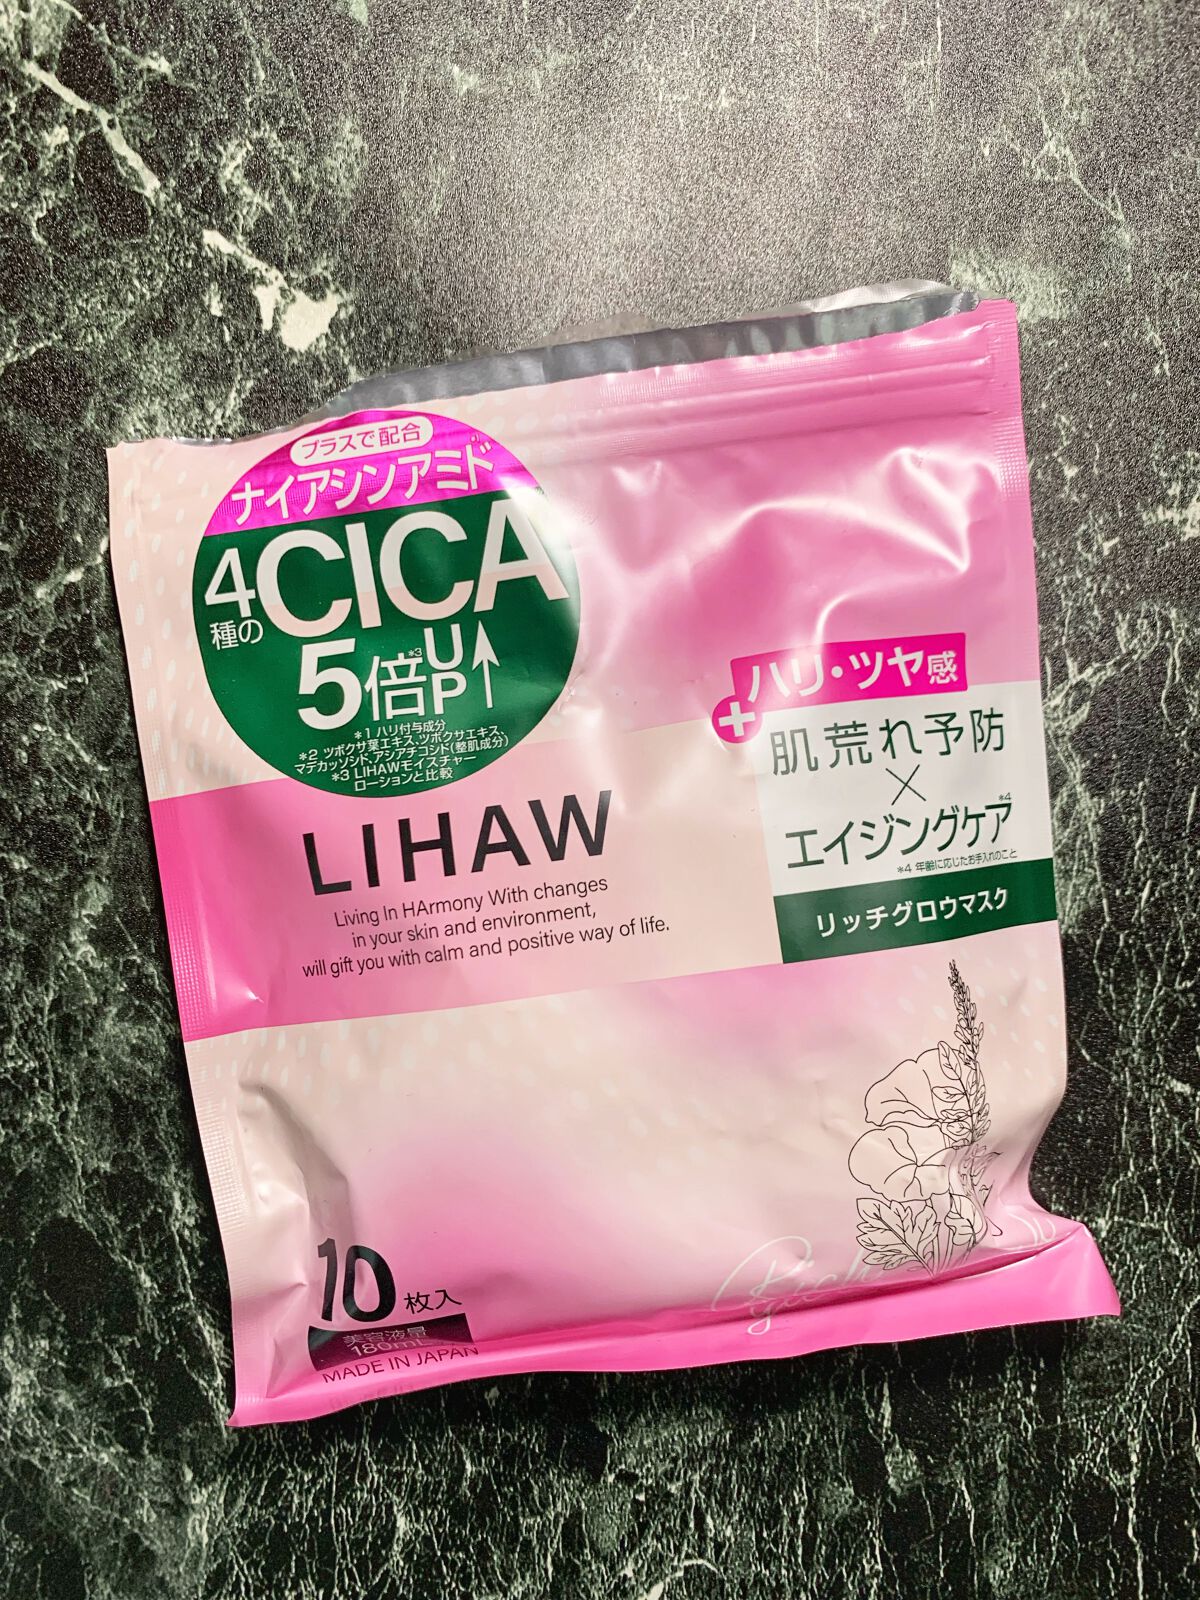 プラスで配合
ナイアシンアミド
4種のCICA
5倍*3UP↑
*1 ハリ付与成分
*2 ツボクサ葉エキス、ツボクサエキス、
マデカッソシド、アシアチコシド(整肌成分)
*3 LIHAWモイスチャー
ローションと比較
LIHAW
Living In HArmony With changes
in your skin and environment,
will gift you with calm and positive way of life.
+ハリ・ツヤ感
肌荒れ予防
×
エイジングケア*4
*4 年齢に応じたお手入れのこと
リッチグロウマスク
Rich
10枚入
美容液量
180mL
MADE IN JAPAN